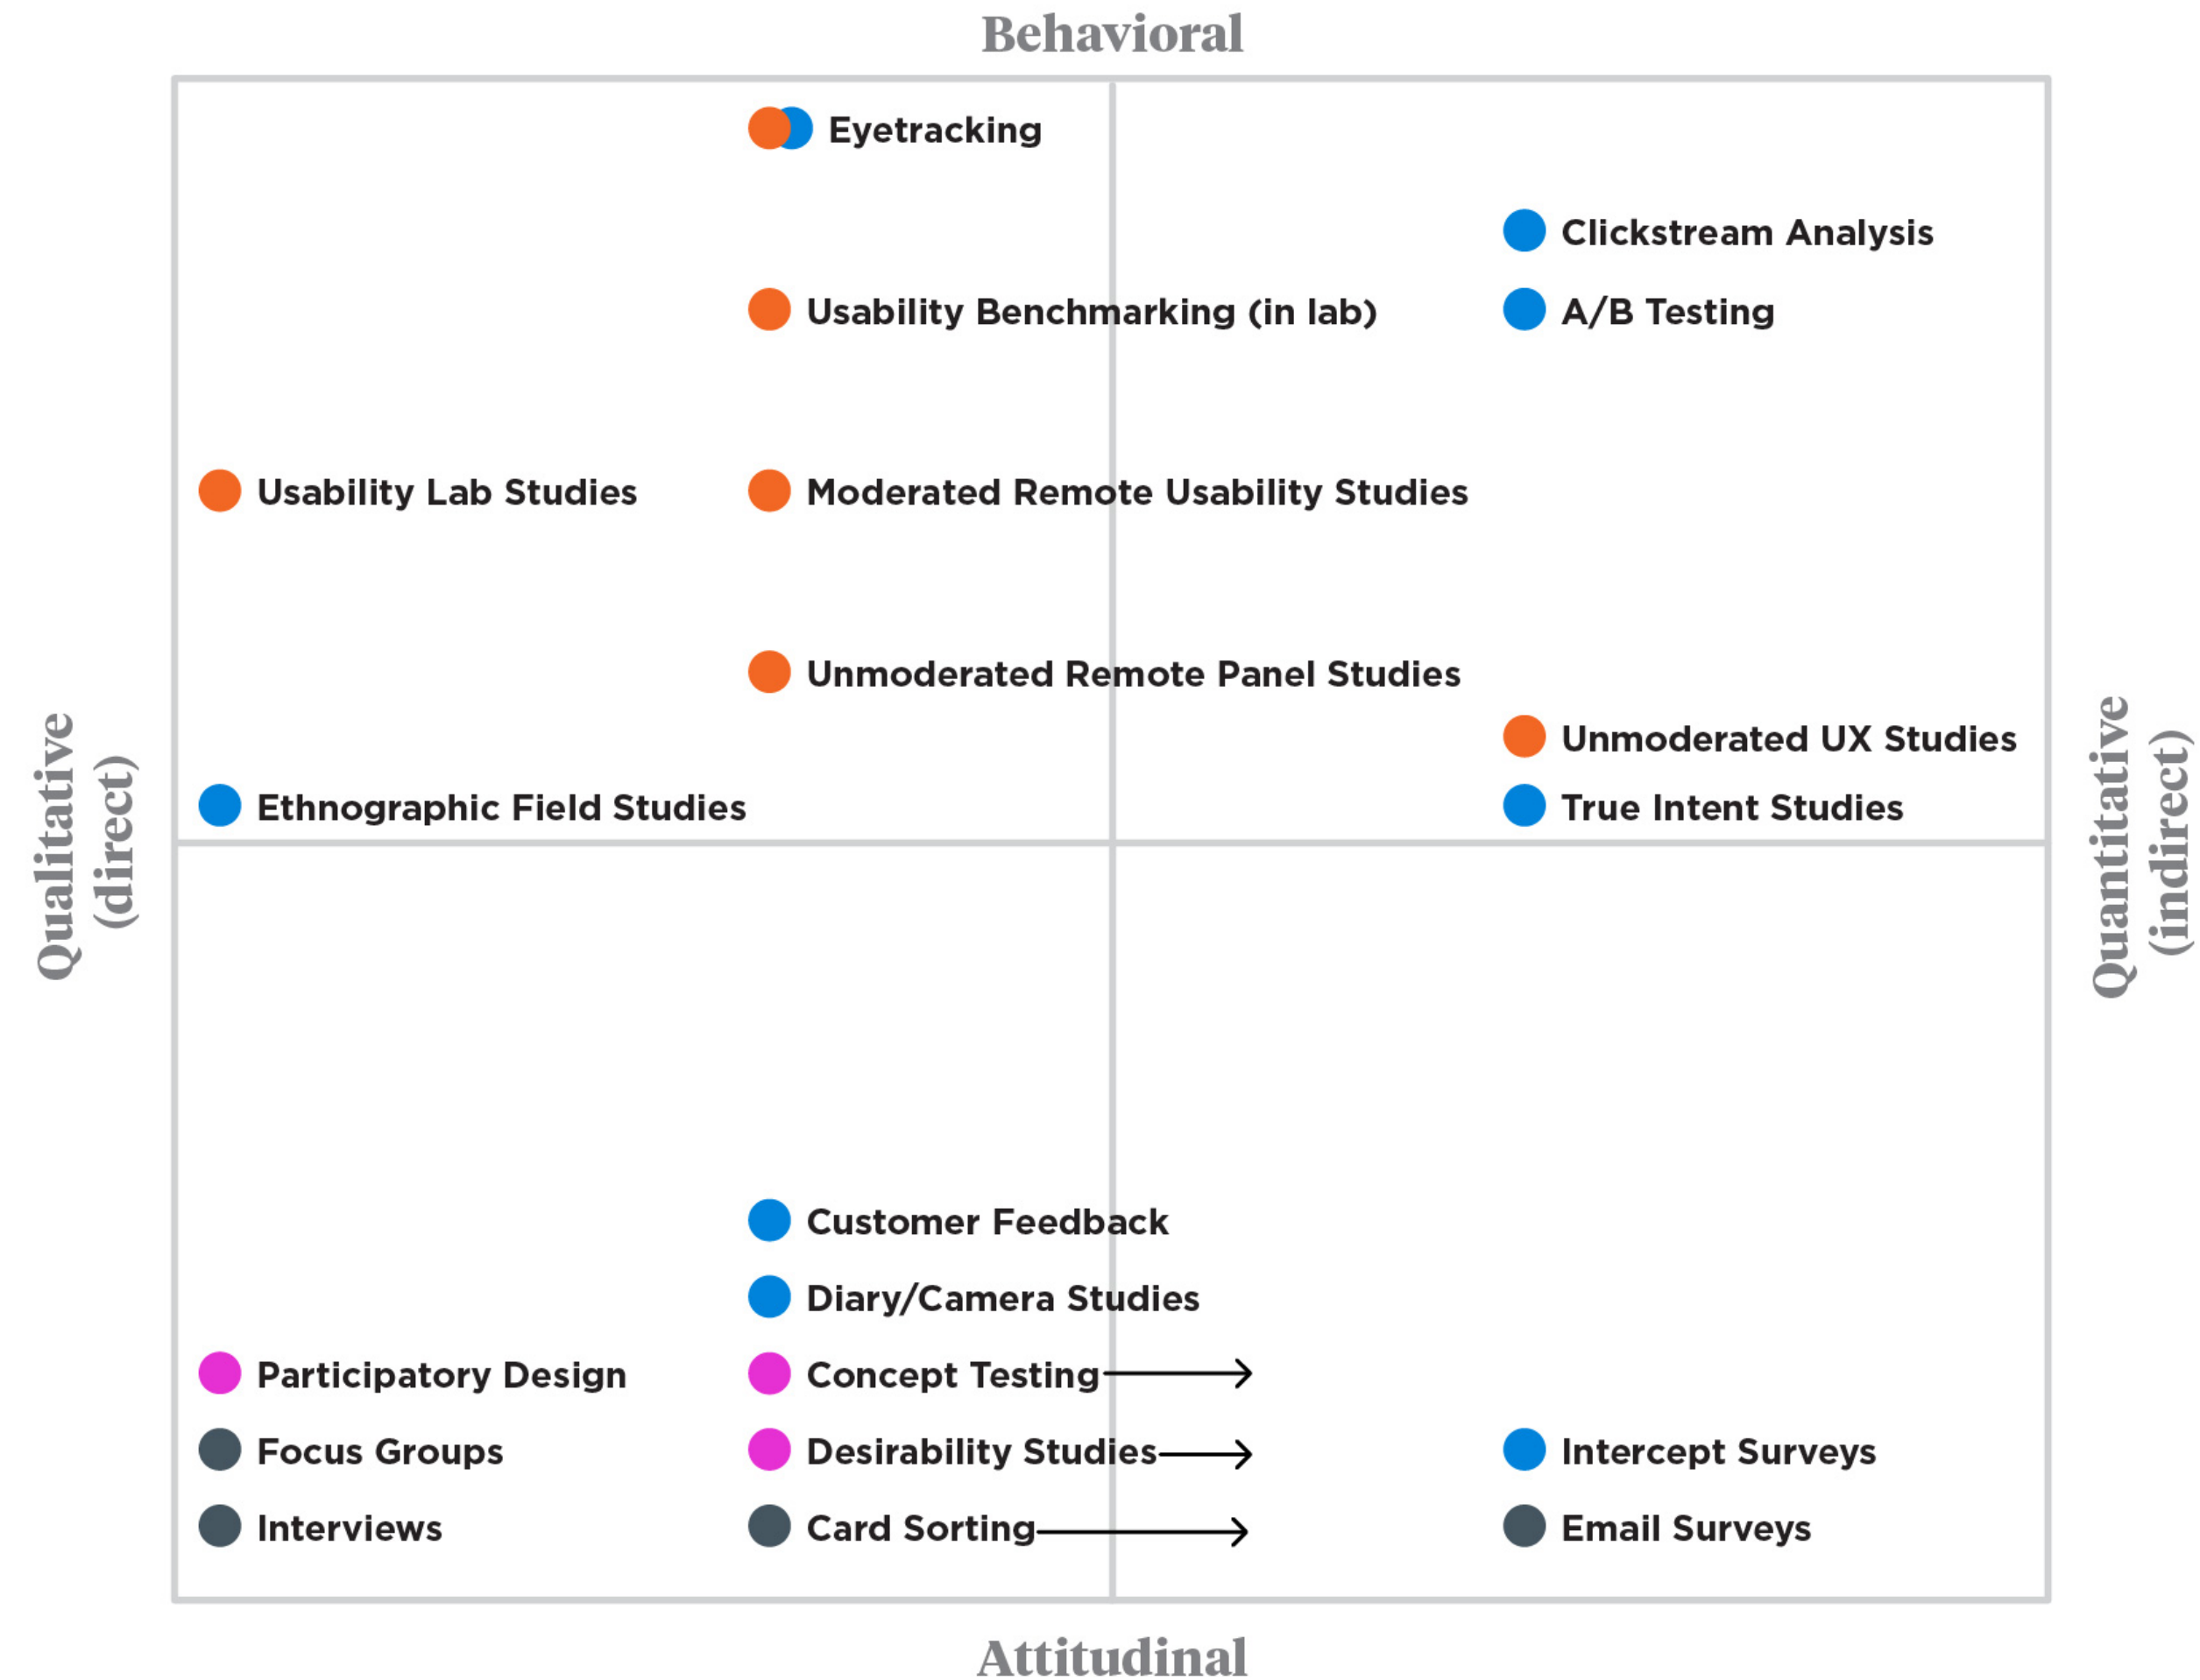 Behavioral
Eyetracking
Clickstream Analysis
Usability Benchmarking (in lab)
A/B Testing
Usability Lab Studies
Moderated Remote Usability Studies
Unmoderated Remote Panel Studies
Unmoderated UX Studies
Ethnographic Field Studies
True Intent Studies
Qualitative
(direct)
Quantitative
(indirect)
Customer Feedback
Diary/Camera Studies
Participatory Design
Concept Testing
Focus Groups
Desirability Studies
Intercept Surveys
Interviews
Card Sorting
Email Surveys
Attitudinal